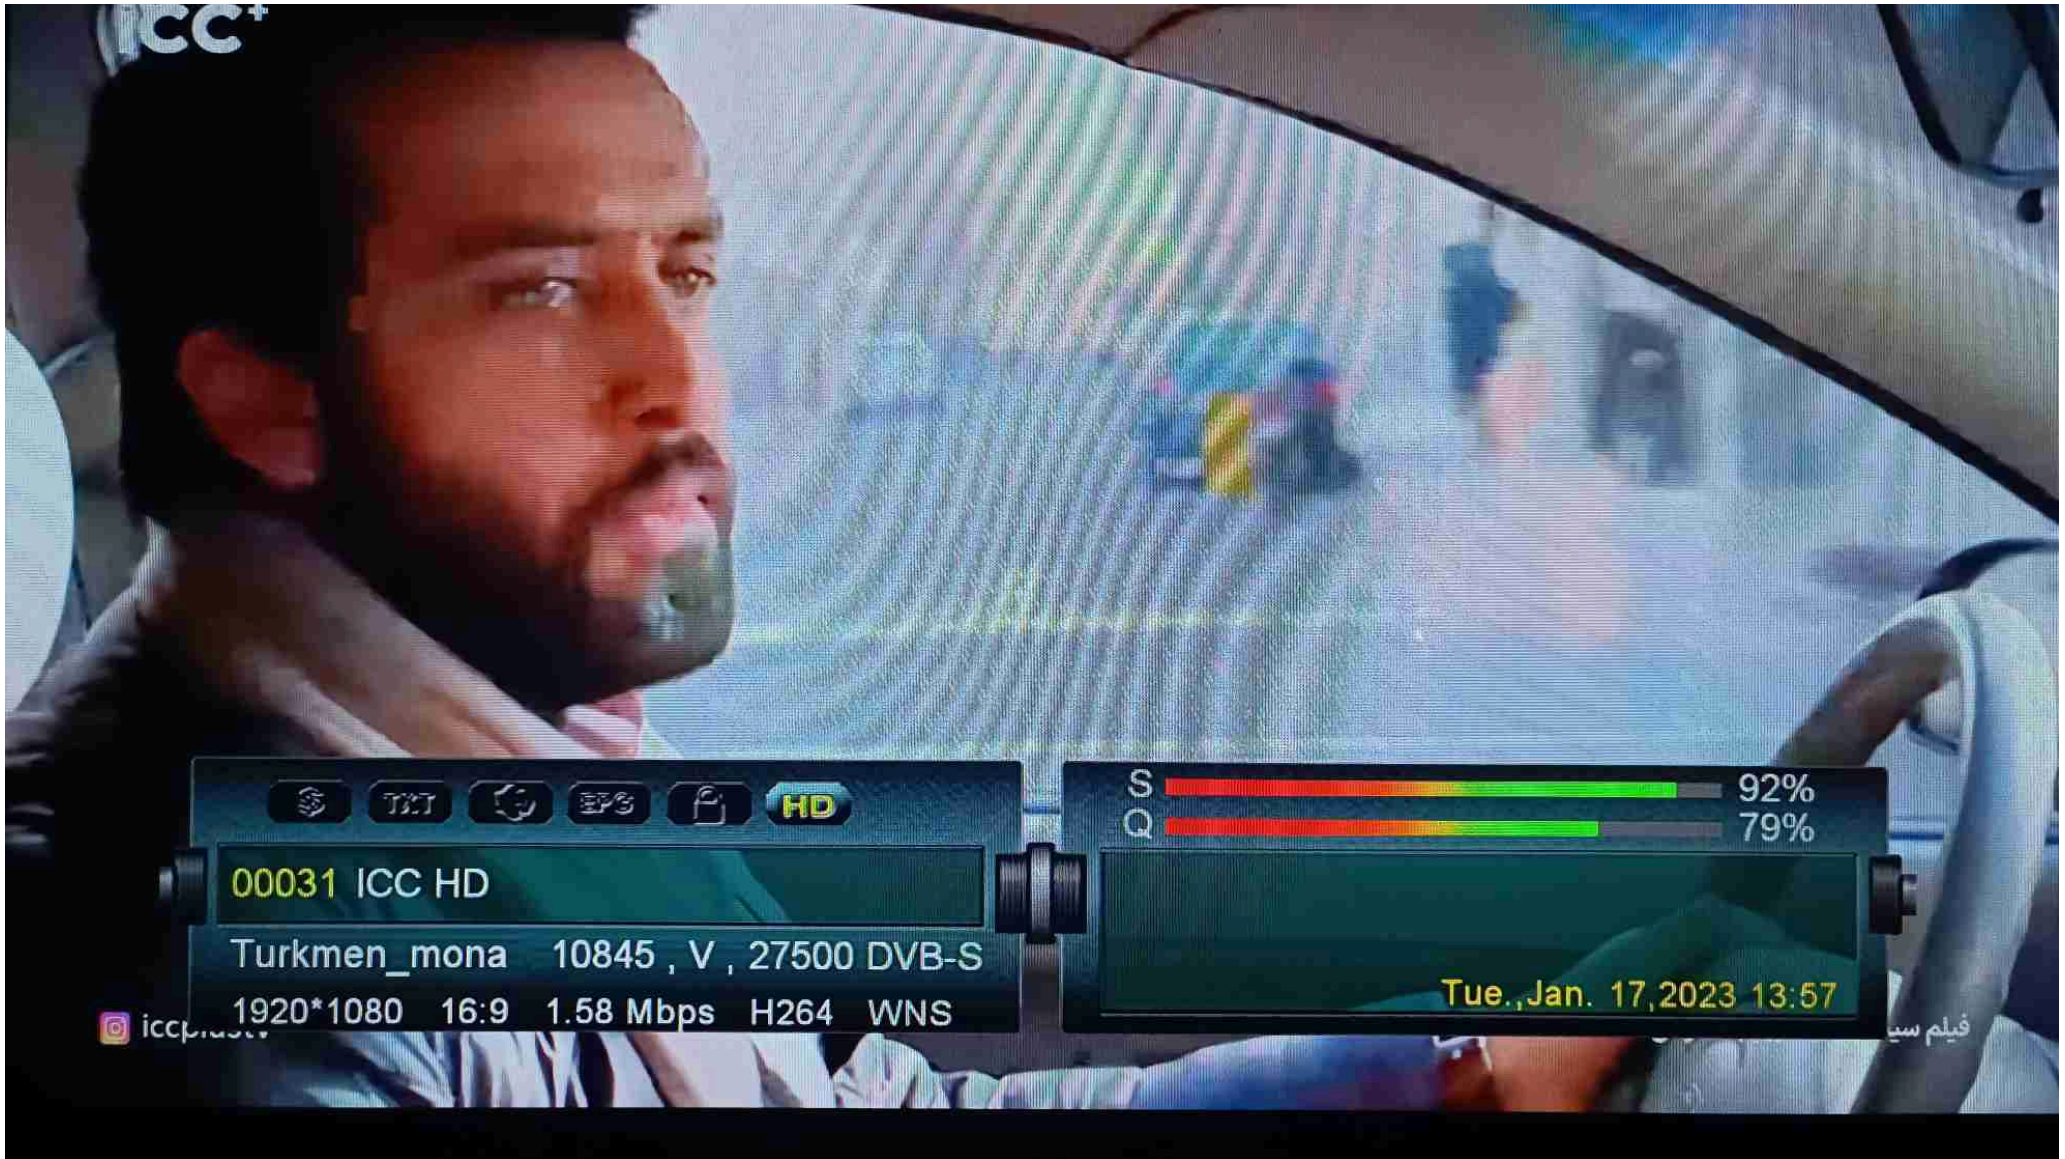 ICC+
$ TXT EPG HD
S 92%
Q 79%
00031 ICC HD
Turkmen_mona 10845 , V , 27500 DVB-S
1920*1080 16:9 1.58 Mbps H264 WNS
Tue.,Jan. 17,2023 13:57
فیلم